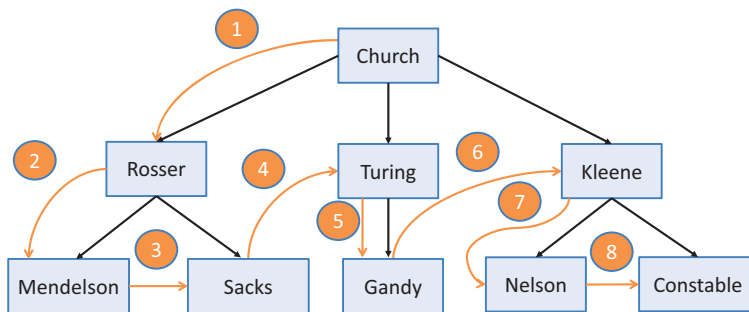 1
Church
2
Rosser
4
Turing
6
Kleene
3
5
7
8
Mendelson
Sacks
Gandy
Nelson
Constable